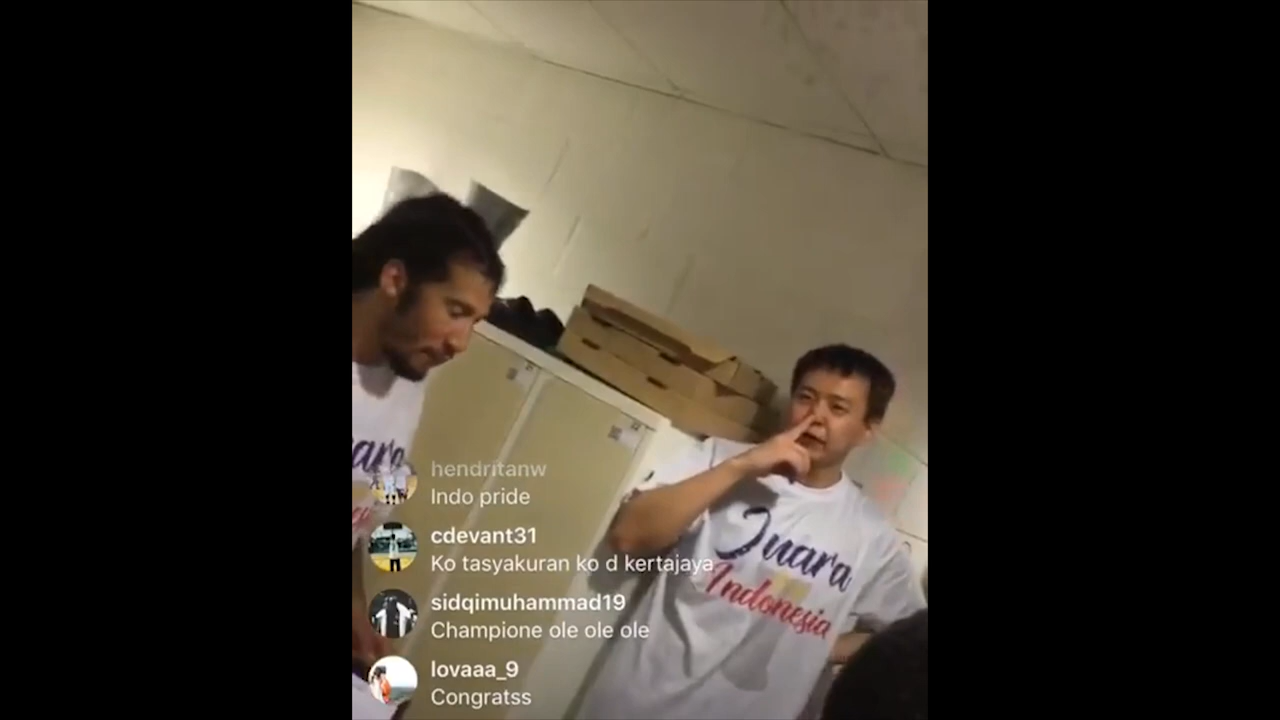 hendritanw
Indo pride
cdevant31
Ko tasyakuran ko d kertajaya
sidqimuhammad19
Champione ole ole ole
lovaaa_9
Congratss
Juara
Indonesia